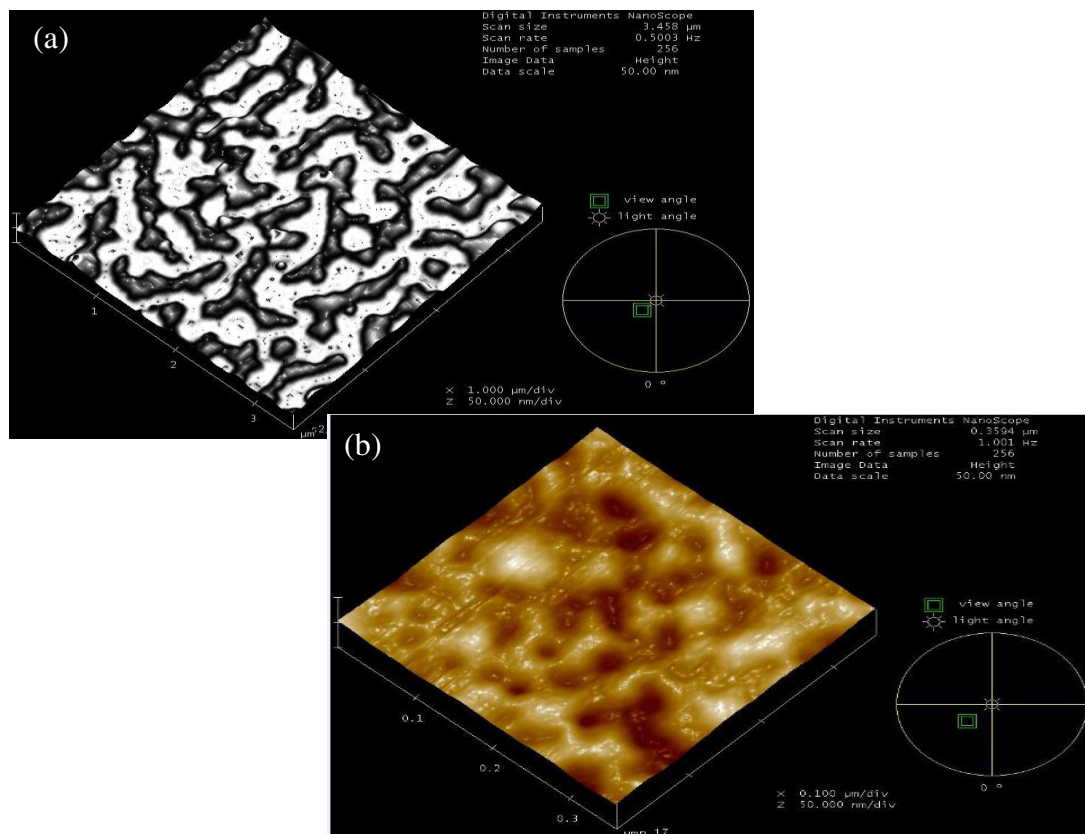 (a)
Digital Instruments NanoScope
Scan size 3.458 µm
Scan rate 0.5003 Hz
Number of samples 256
Image Data Height
Data scale 50.00 nm
view angle
light angle
1
2
3
µm
X 1.000 µm/div
Z 50.000 nm/div
0 º
(b)
Digital Instruments NanoScope
Scan size 0.3594 µm
Scan rate 1.001 Hz
Number of samples 256
Image Data Height
Data scale 50.00 nm
view angle
light angle
0.1
0.2
0.3
X 0.100 µm/div
Z 50.000 nm/div
0 º